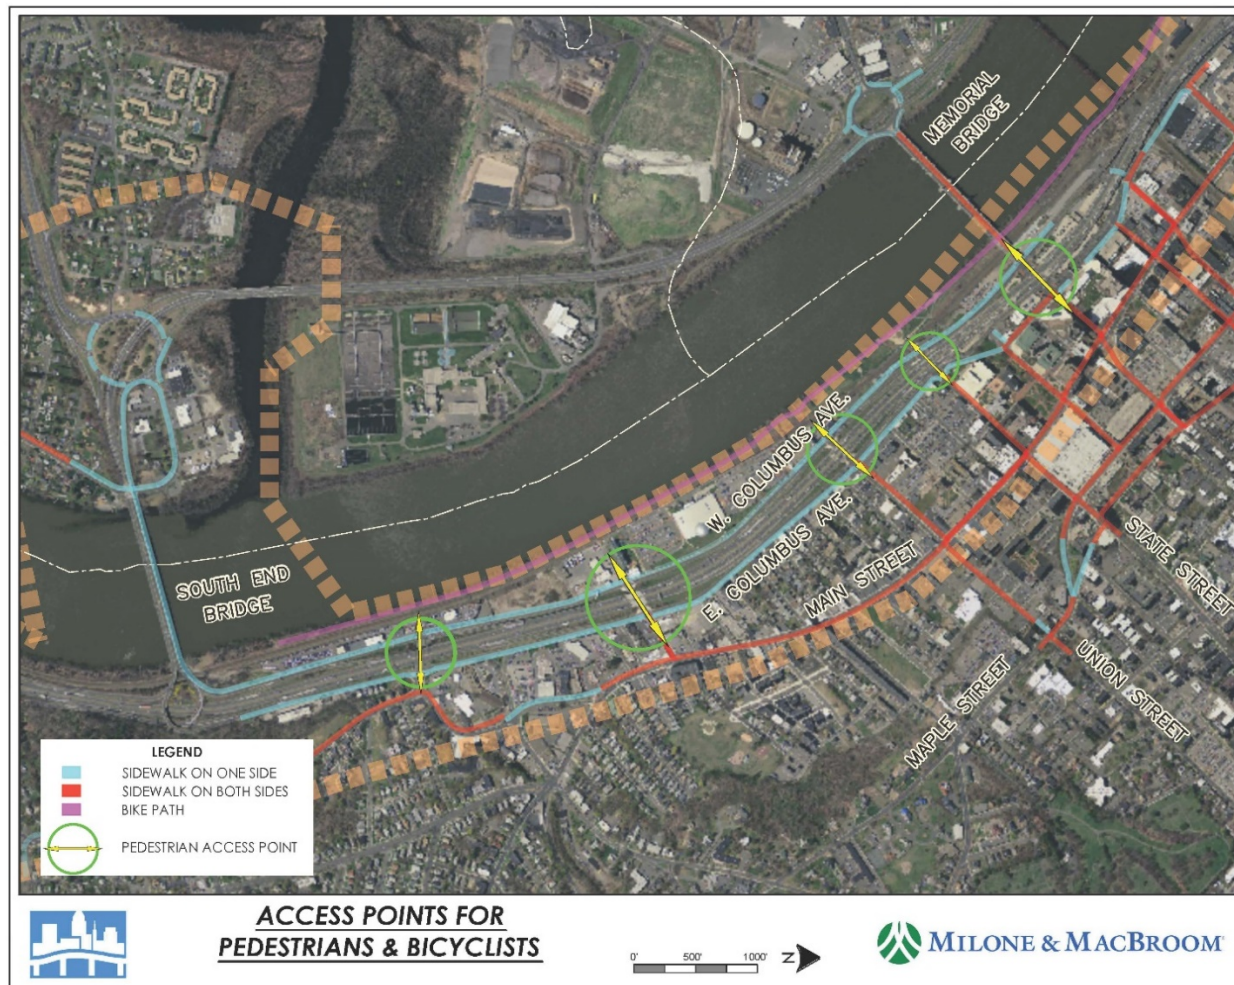 MEMORIAL
BRIDGE
W. COLUMBUS AVE.
E. COLUMBUS AVE.
SOUTH END
BRIDGE
MAIN STREET
STATE STREET
UNION STREET
MAPLE STREET
LEGEND
SIDEWALK ON ONE SIDE
SIDEWALK ON BOTH SIDES
BIKE PATH
PEDESTRIAN ACCESS POINT
ACCESS POINTS FOR
PEDESTRIANS & BICYCLISTS
0' 500' 1000'
N
MILONE & MACBROOM